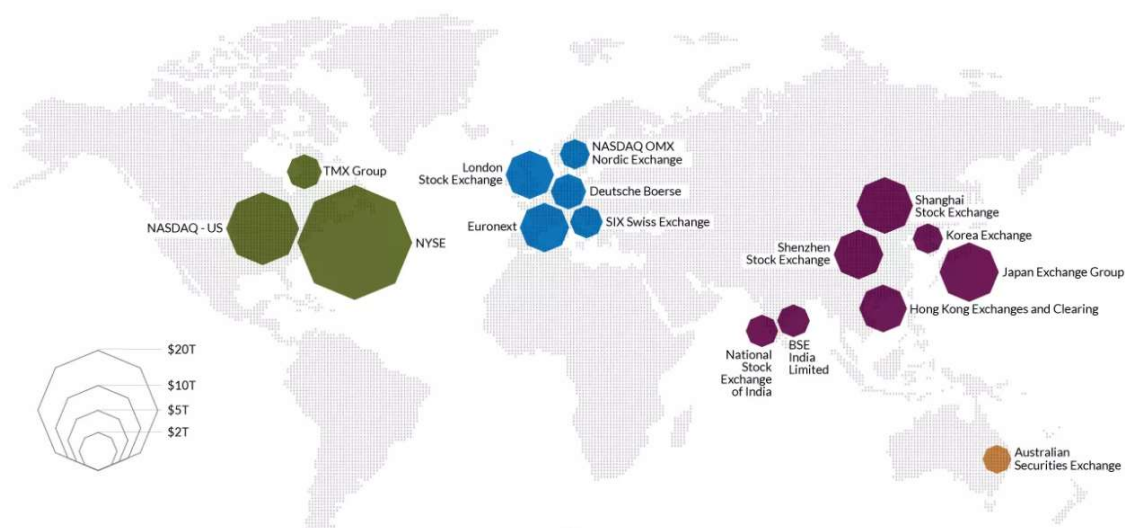 TMX Group
NASDAQ - US
NYSE
London
Stock Exchange
NASDAQ OMX
Nordic Exchange
Deutsche Boerse
Euronext
SIX Swiss Exchange
Shanghai
Stock Exchange
Korea Exchange
Shenzhen
Stock Exchange
Japan Exchange Group
Hong Kong Exchanges and Clearing
National
Stock
Exchange
of India
BSE
India
Limited
$20T
$10T
$5T
$2T
Australian
Securities Exchange